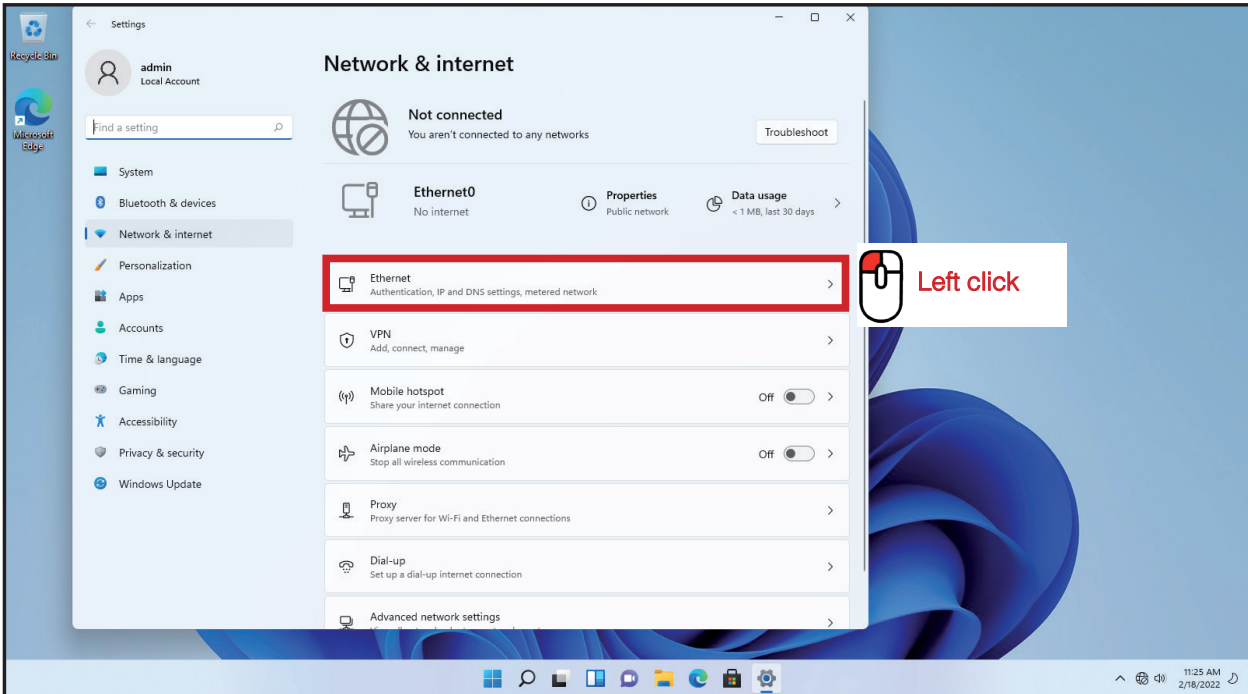 Recycle Bin
Microsoft
Edge
Settings
admin
Local Account
Find a setting
System
Bluetooth & devices
Network & internet
Personalization
Apps
Accounts
Time & language
Gaming
Accessibility
Privacy & security
Windows Update
Network & internet
Not connected
You aren't connected to any networks
Troubleshoot
Ethernet0
No internet
Properties
Public network
Data usage
< 1 MB, last 30 days
Ethernet
Authentication, IP and DNS settings, metered network
Left click
VPN
Add, connect, manage
Mobile hotspot
Share your internet connection
Off
Airplane mode
Stop all wireless communication
Off
Proxy
Proxy server for Wi-Fi and Ethernet connections
Dial-up
Set up a dial-up internet connection
Advanced network settings
11:25 AM
2/18/2022